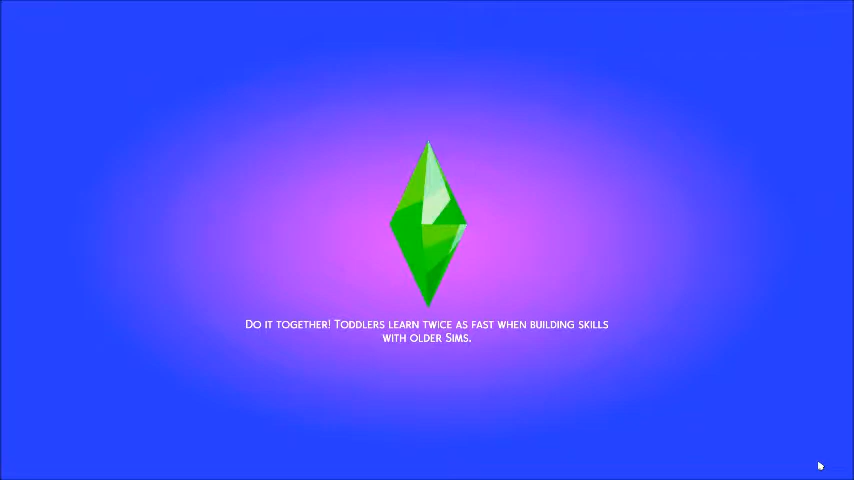 Do it together! Toddlers learn twice as fast when building skills
with older Sims.